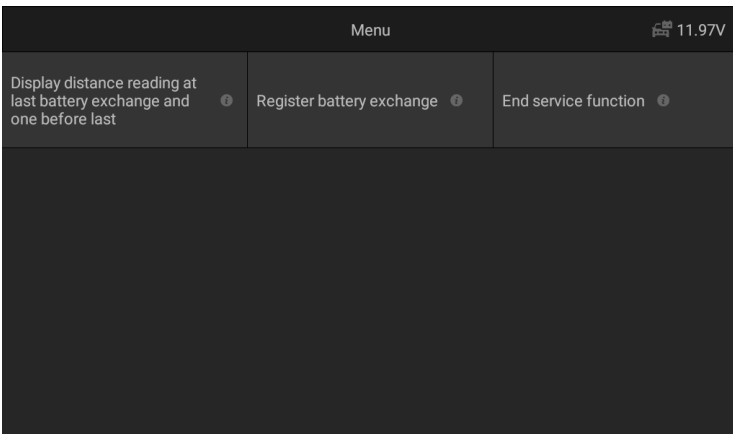 Menu
11.97V
Display distance reading at
last battery exchange and
one before last
Register battery exchange
End service function